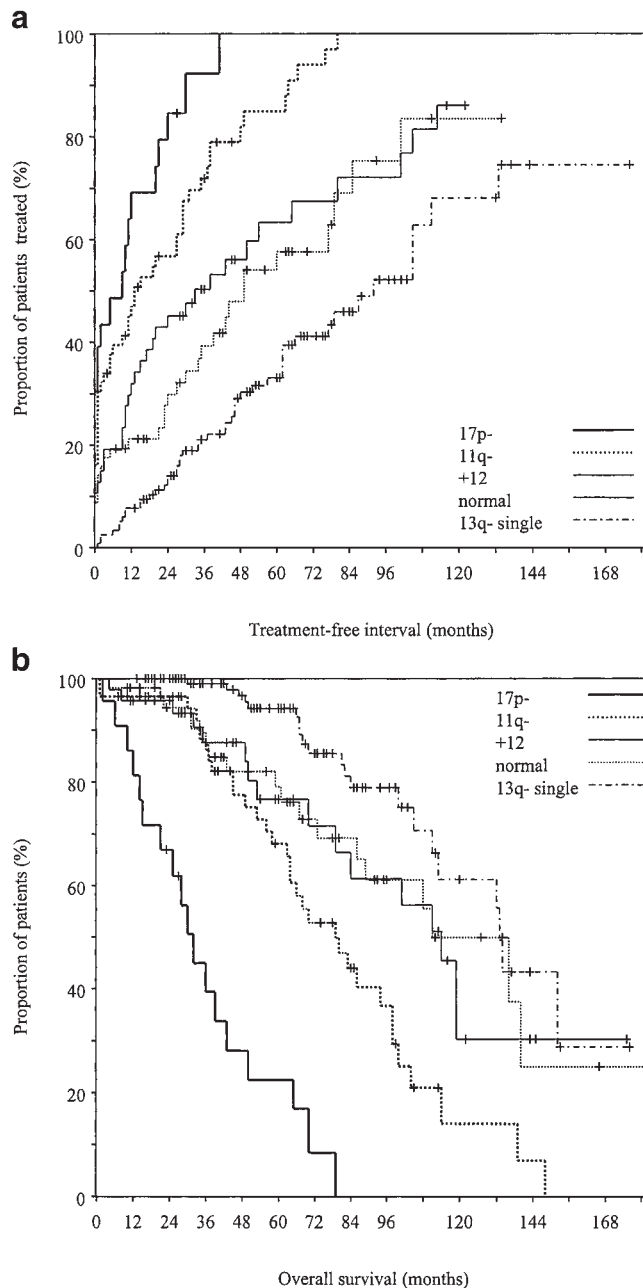 a
100
80
60
40
20
0
Proportion of patients treated (%)
17p-
11q-
+12
normal
13q- single
0 12 24 36 48 60 72 84 96 120 144 168
Treatment-free interval (months)
b
100
80
60
40
20
0
Proportion of patients (%)
17p-
11q-
+12
normal
13q- single
0 12 24 36 48 60 72 84 96 120 144 168
Overall survival (months)